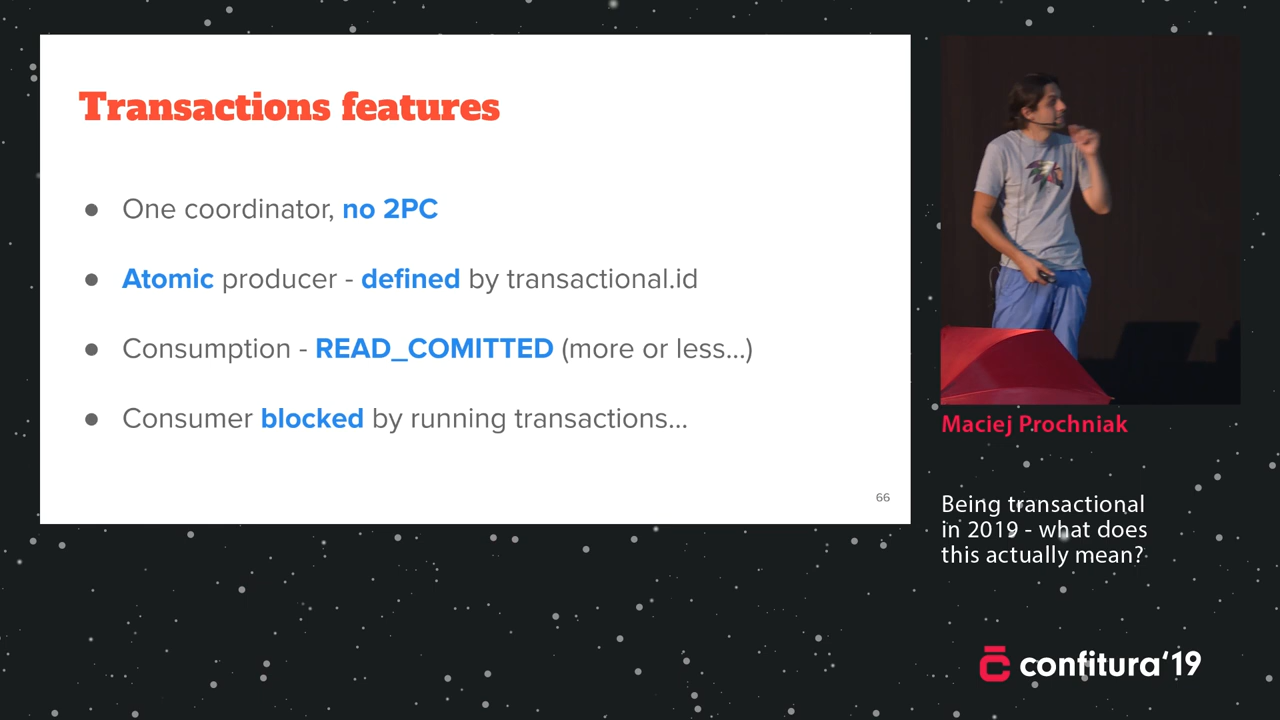 Transactions features
● One coordinator, no 2PC
● Atomic producer - defined by transactional.id
● Consumption - READ_COMITTED (more or less...)
● Consumer blocked by running transactions...
66
Maciej Prochniak
Being transactional
in 2019 - what does
this actually mean?
confitura'19